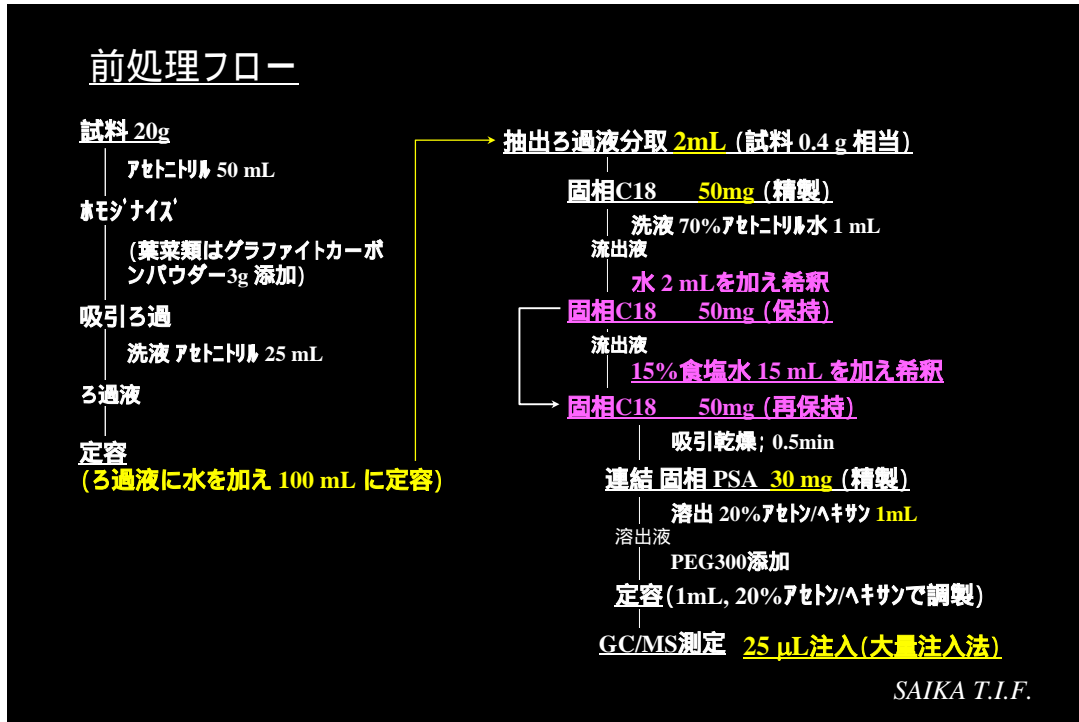 前処理フロー
試料 20g
ｱｾﾄﾆﾄﾘﾙ 50 mL
ﾎﾓｼﾞﾅｲｽﾞ
(葉菜類はグラファイトカーボ
ンパウダー3g 添加)
吸引ろ過
洗液 ｱｾﾄﾆﾄﾘﾙ 25 mL
ろ過液
定容
(ろ過液に水を加え 100 mL に定容)
抽出ろ過液分取 2mL (試料 0.4 g 相当)
固相C18 50mg (精製)
洗液 70%ｱｾﾄﾆﾄﾘﾙ水 1 mL
流出液
水 2 mLを加え希釈
固相C18 50mg (保持)
流出液
15%食塩水 15 mL を加え希釈
固相C18 50mg (再保持)
吸引乾燥; 0.5min
連結 固相 PSA 30 mg (精製)
溶出 20%ｱｾﾄﾝ/ﾍｷｻﾝ 1mL
溶出液
PEG300添加
定容(1mL, 20%ｱｾﾄﾝ/ﾍｷｻﾝで調製)
GC/MS測定 25 μL注入(大量注入法)
SAIKA T.I.F.